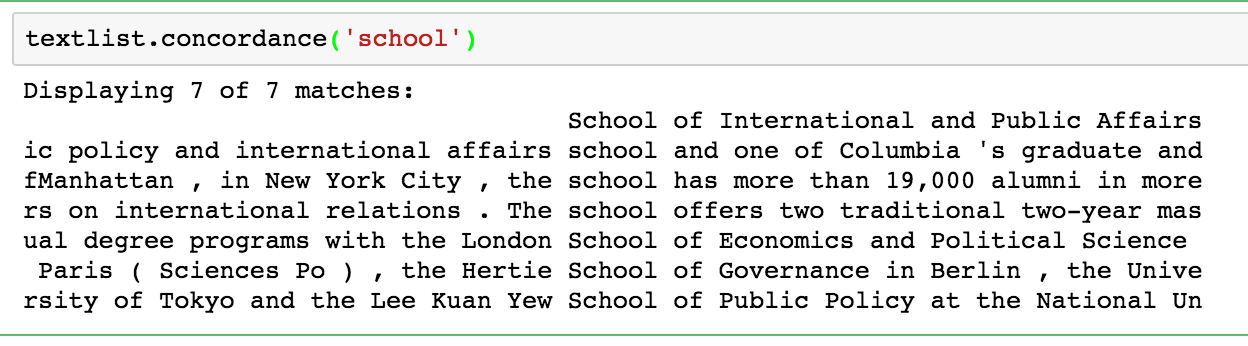 textlist.concordance('school')
Displaying 7 of 7 matches:
School of International and Public Affairs
ic policy and international affairs school and one of Columbia 's graduate and
fManhattan , in New York City , the school has more than 19,000 alumni in more
rs on international relations . The school offers two traditional two-year mas
ual degree programs with the London School of Economics and Political Science
Paris ( Sciences Po ) , the Hertie School of Governance in Berlin , the Unive
rsity of Tokyo and the Lee Kuan Yew School of Public Policy at the National Un